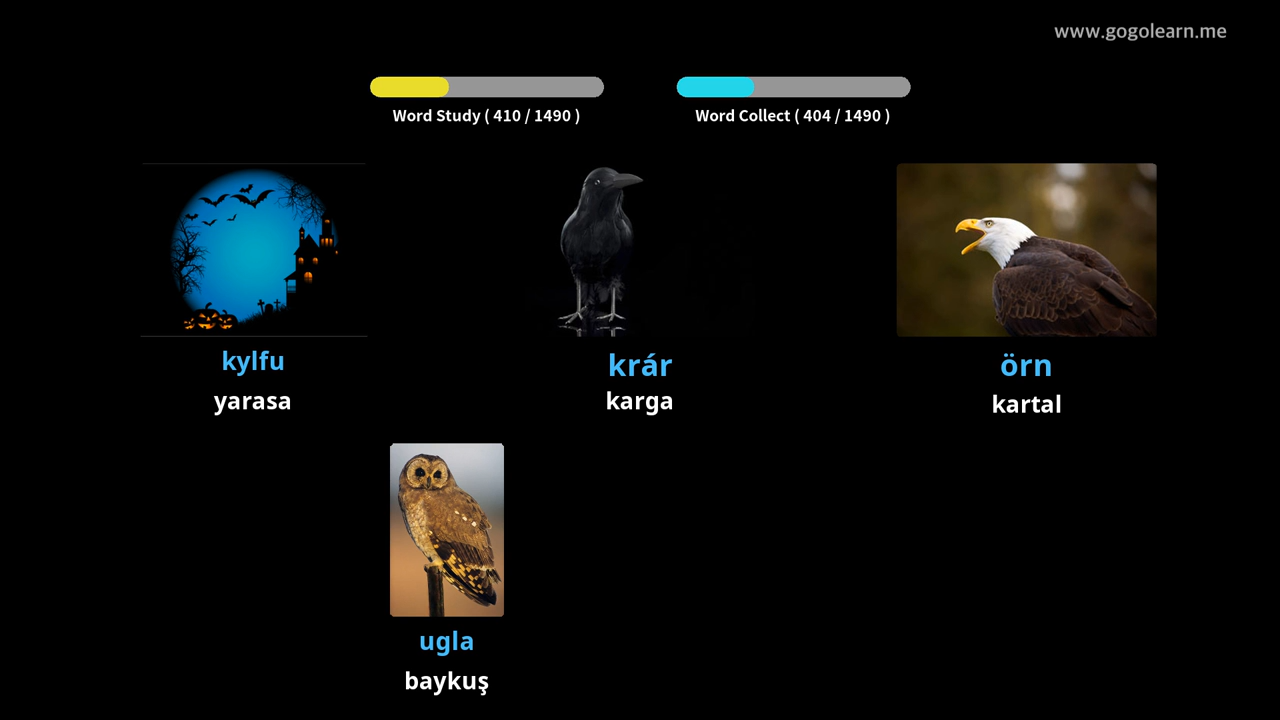 www.gogolearn.me
Word Study ( 410 / 1490 )
Word Collect ( 404 / 1490 )
kylfu
yarasa
krár
karga
örn
kartal
ugla
baykuş